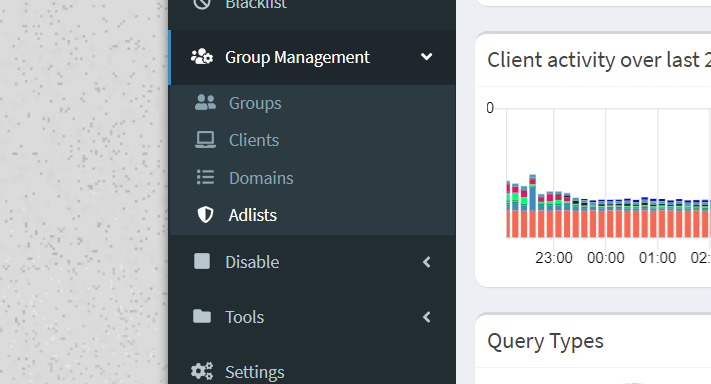 Blacklist
Group Management
Groups
Clients
Domains
Adlists
Disable
Tools
Settings
Client activity over last 2
0
23:00 00:00 01:00 02:
Query Types